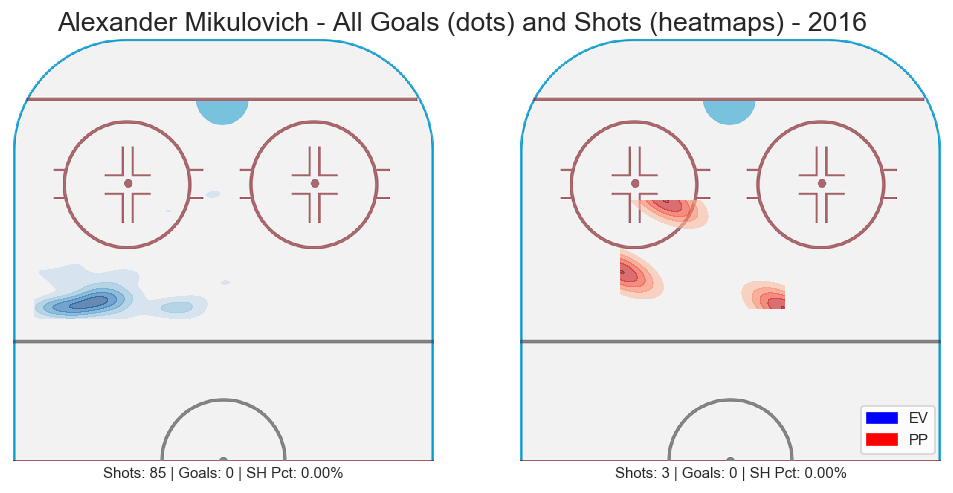 Alexander Mikulovich - All Goals (dots) and Shots (heatmaps) - 2016
EV
PP
Shots: 85 | Goals: 0 | SH Pct: 0.00%
Shots: 3 | Goals: 0 | SH Pct: 0.00%